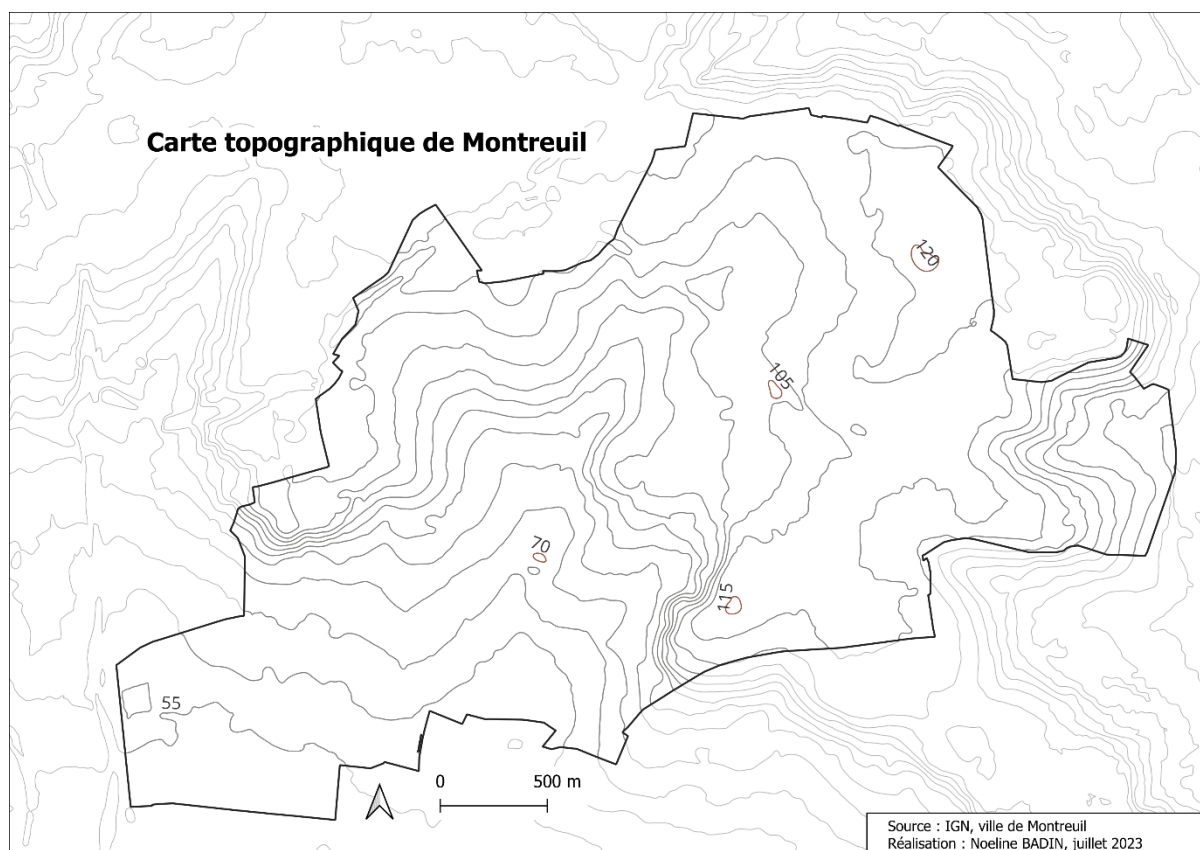 Carte topographique de Montreuil
120
105
70
115
55
0 500 m
Source : IGN, ville de Montreuil
Réalisation : Noeline BADIN, juillet 2023